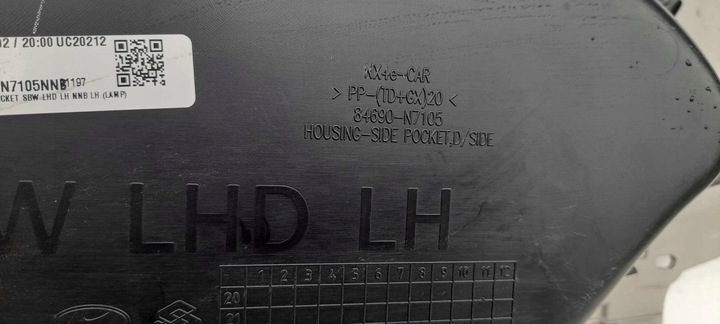 02 / 20:00 UC20212
N7105NNB
1197
CKET SBW LHD LH NNB LH (LAMP)
NX4e-CAR
> PP-(TD+GX)20 <
84690-N7105
HOUSING-SIDE POCKET,D/SIDE
W LHD LH
- 1 2 3 4 5 6 7 8 9 10 11 12
20
21